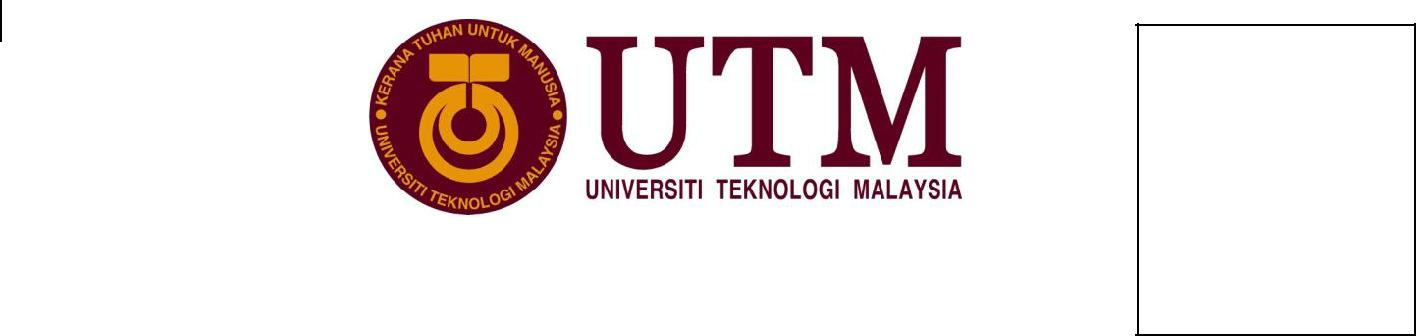 KERANA TUHAN UNTUK MANUSIA
UNIVERSITI TEKNOLOGI MALAYSIA
UTM
UNIVERSITI TEKNOLOGI MALAYSIA